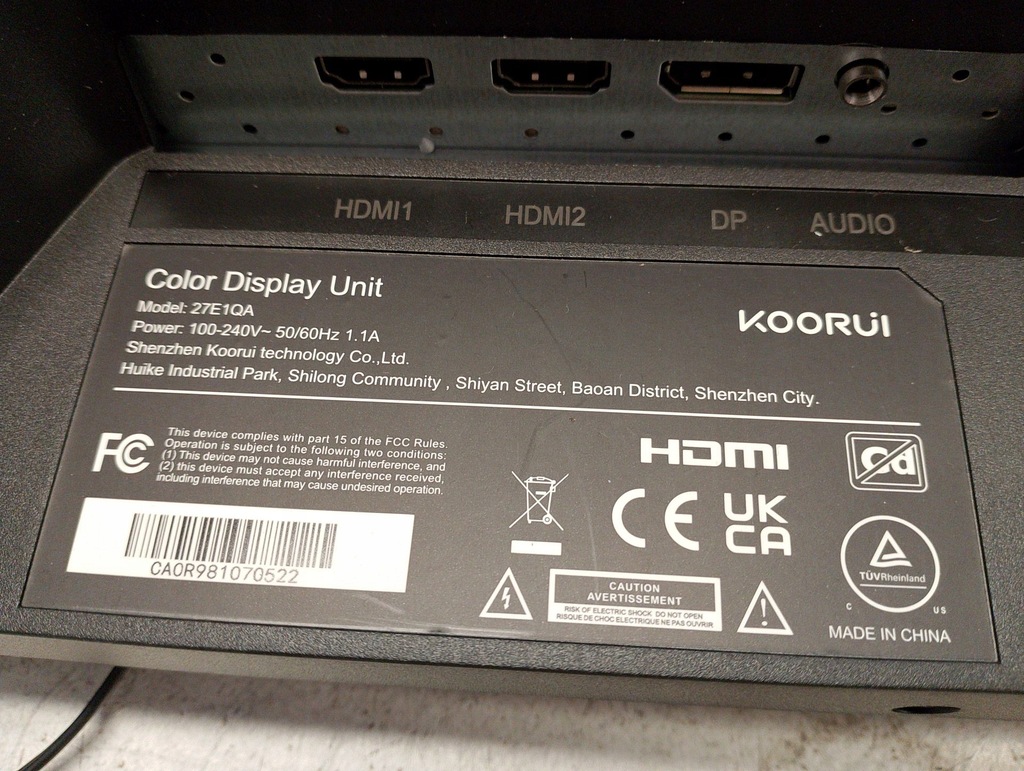 HDMI1 HDMI2 DP AUDIO
Color Display Unit
Model: 27E1QA
Power: 100-240V~ 50/60Hz 1.1A
Shenzhen Koorui technology Co.,Ltd.
Huike Industrial Park, Shilong Community , Shiyan Street, Baoan District, Shenzhen City.
KOORUI
FC
This device complies with part 15 of the FCC Rules.
Operation is subject to the following two conditions:
(1) This device may not cause harmful interference, and
(2) this device must accept any interference received,
including interference that may cause undesired operation.
CAOR981070522
HDMI
Cd
CE
UK
CA
TÜVRheinland
C US
CAUTION
AVERTISSEMENT
RISK OF ELECTRIC SHOCK DO NOT OPEN
RISQUE DE CHOC ELECTRIQUE NE PAS OUVRIR
MADE IN CHINA